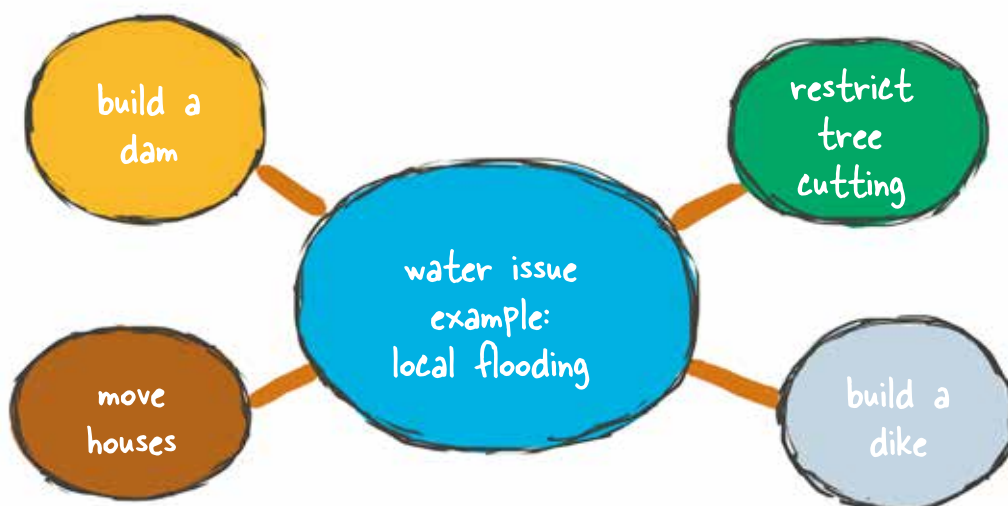 build a
dam
restrict
tree
cutting
water issue
example:
local flooding
move
houses
build a
dike